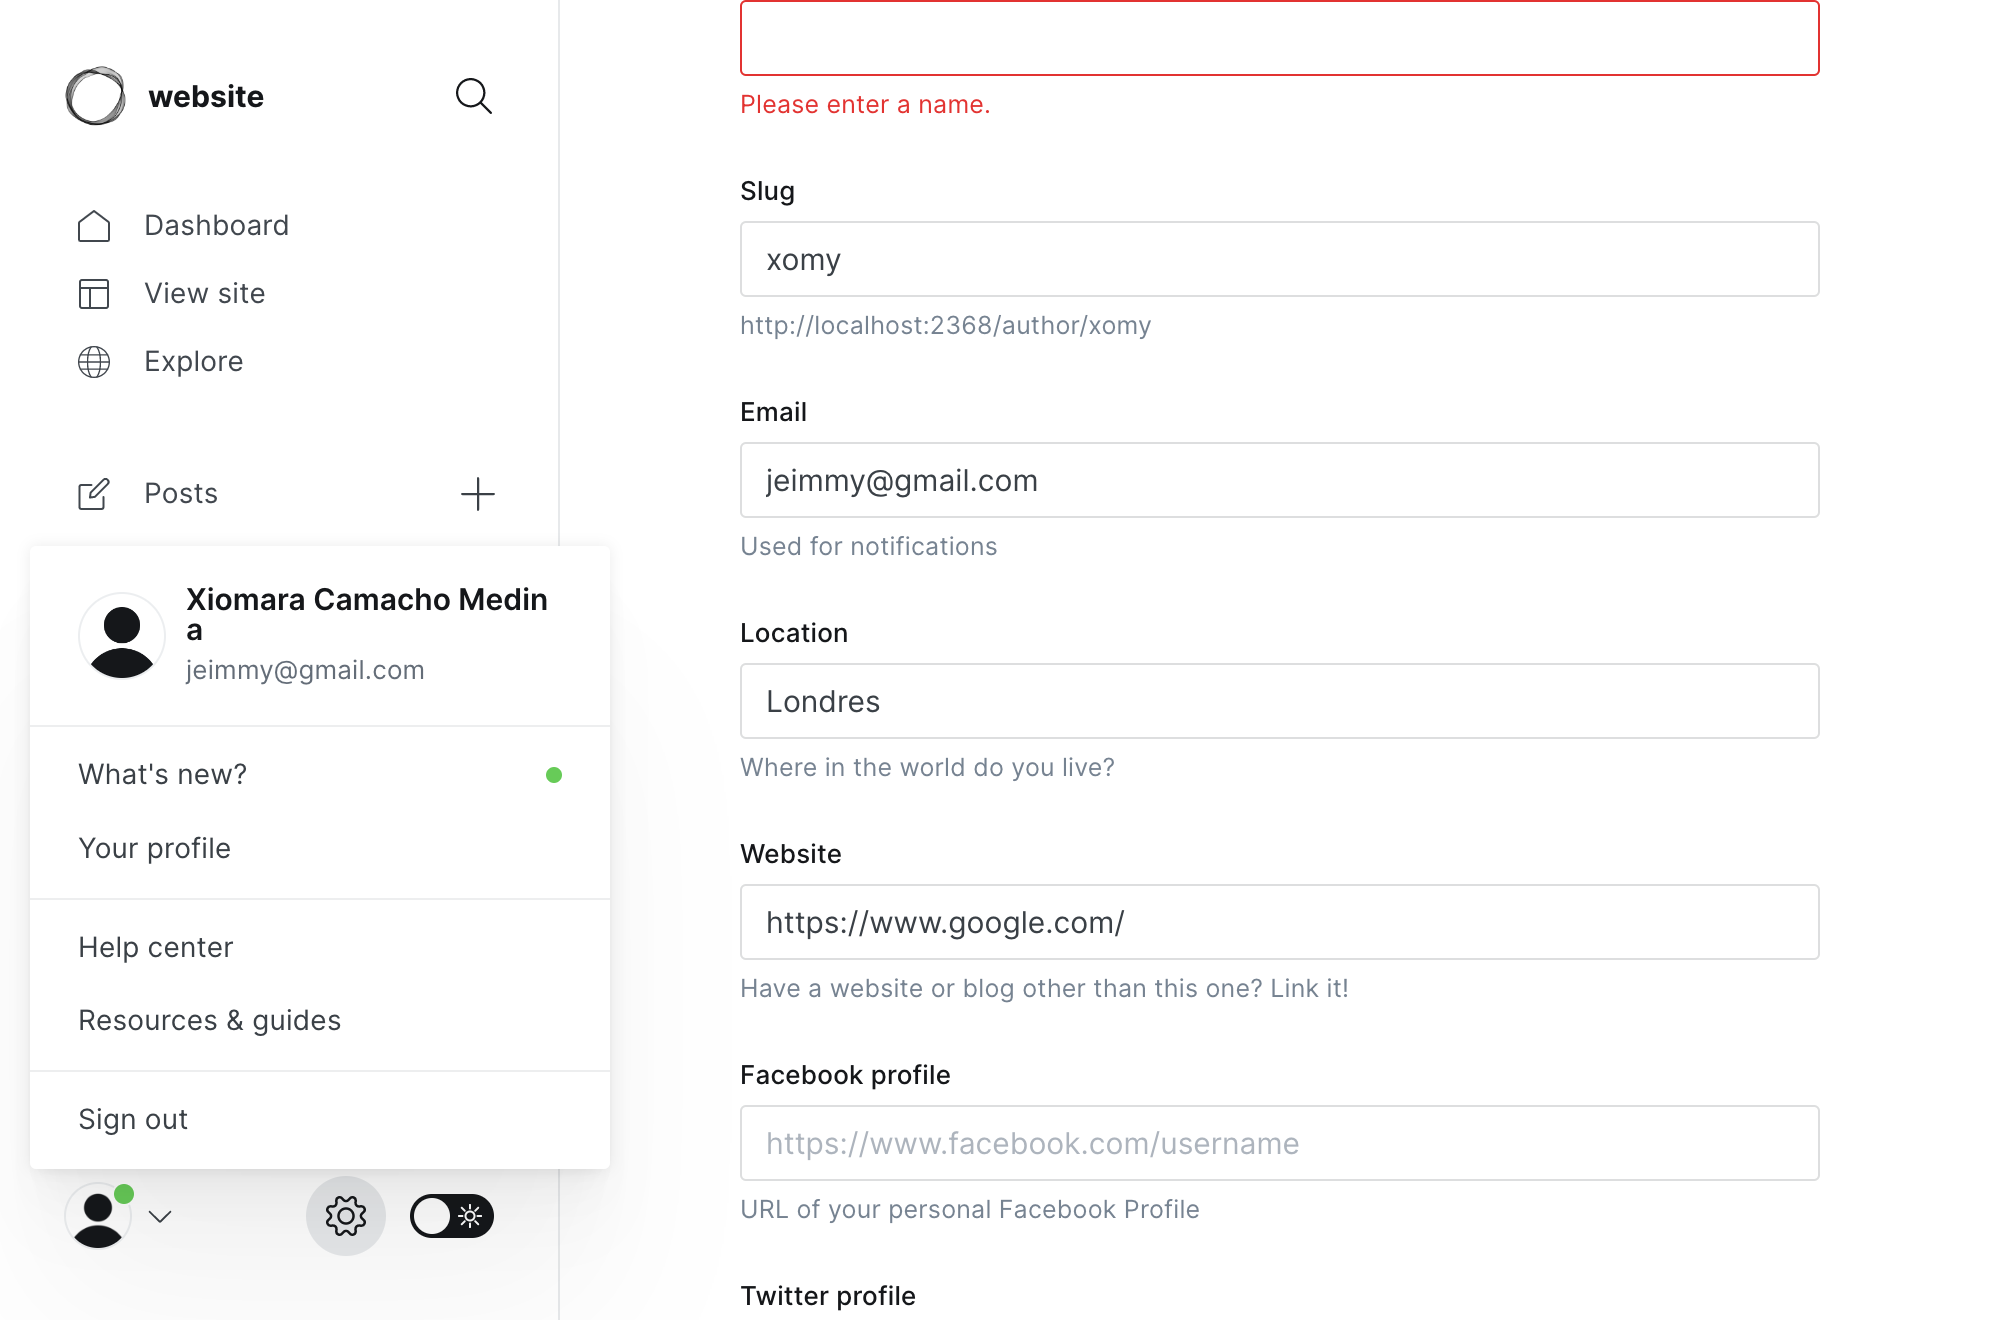 website
Dashboard
View site
Explore
Posts
Xiomara Camacho Medin
a
jeimmy@gmail.com
What's new?
Your profile
Help center
Resources & guides
Sign out
Please enter a name.
Slug
xomy
http://localhost:2368/author/xomy
Email
jeimmy@gmail.com
Used for notifications
Location
Londres
Where in the world do you live?
Website
https://www.google.com/
Have a website or blog other than this one? Link it!
Facebook profile
https://www.facebook.com/username
URL of your personal Facebook Profile
Twitter profile